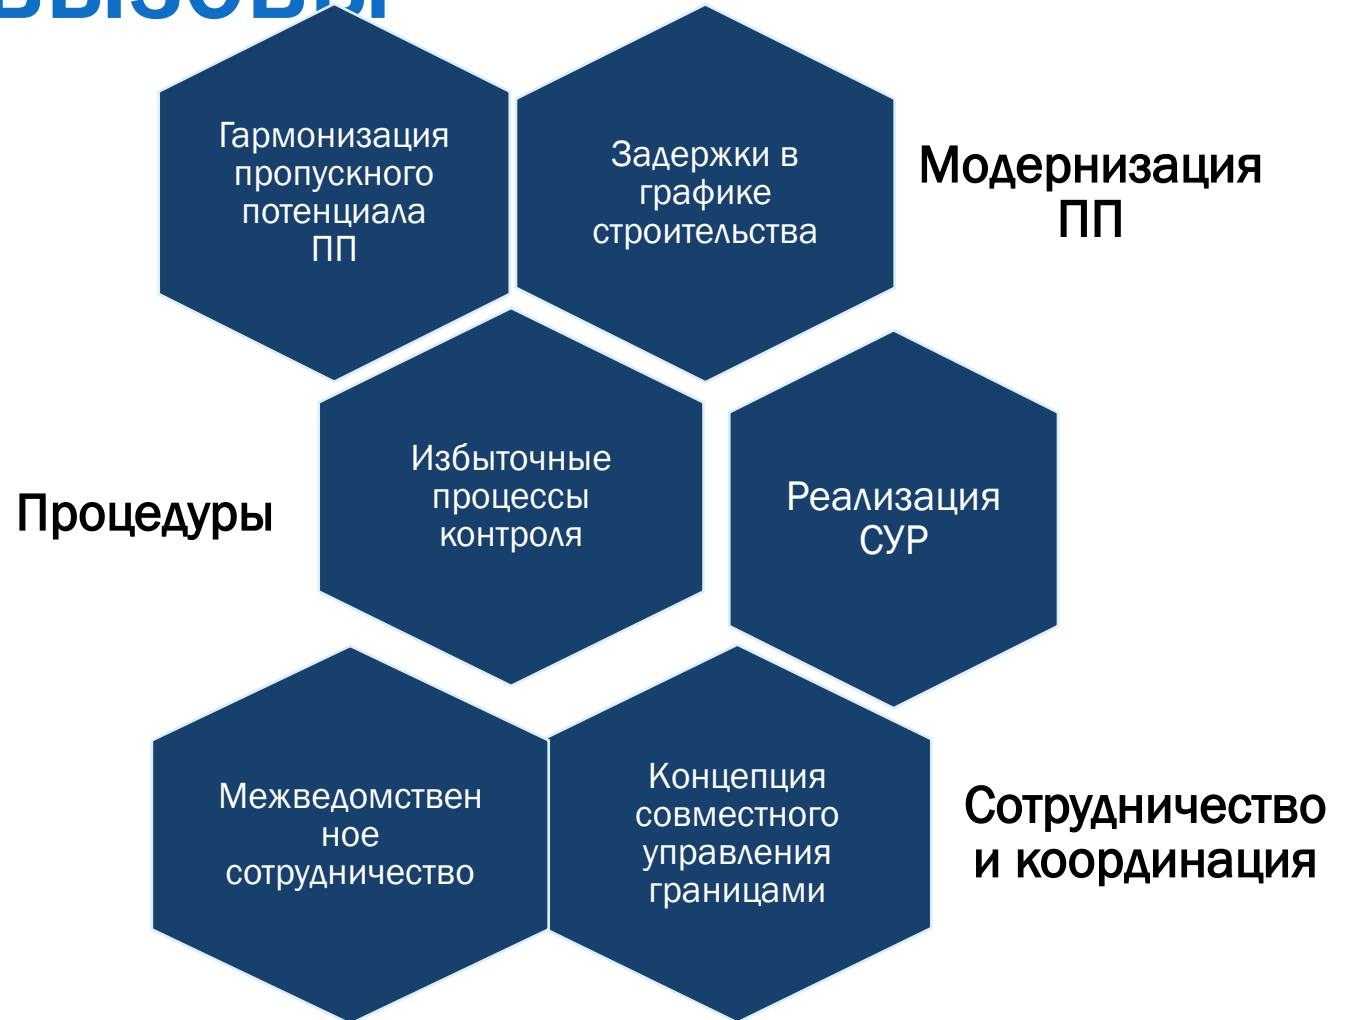 ВЫЗОВЫ
Гармонизация
пропускного
потенциала
ПП
Задержки в
графике
строительства
Модернизация
ПП
Процедуры
Избыточные
процессы
контроля
Реализация
СУР
Межведомствен
ное
сотрудничество
Концепция
совместного
управления
границами
Сотрудничество
и координация